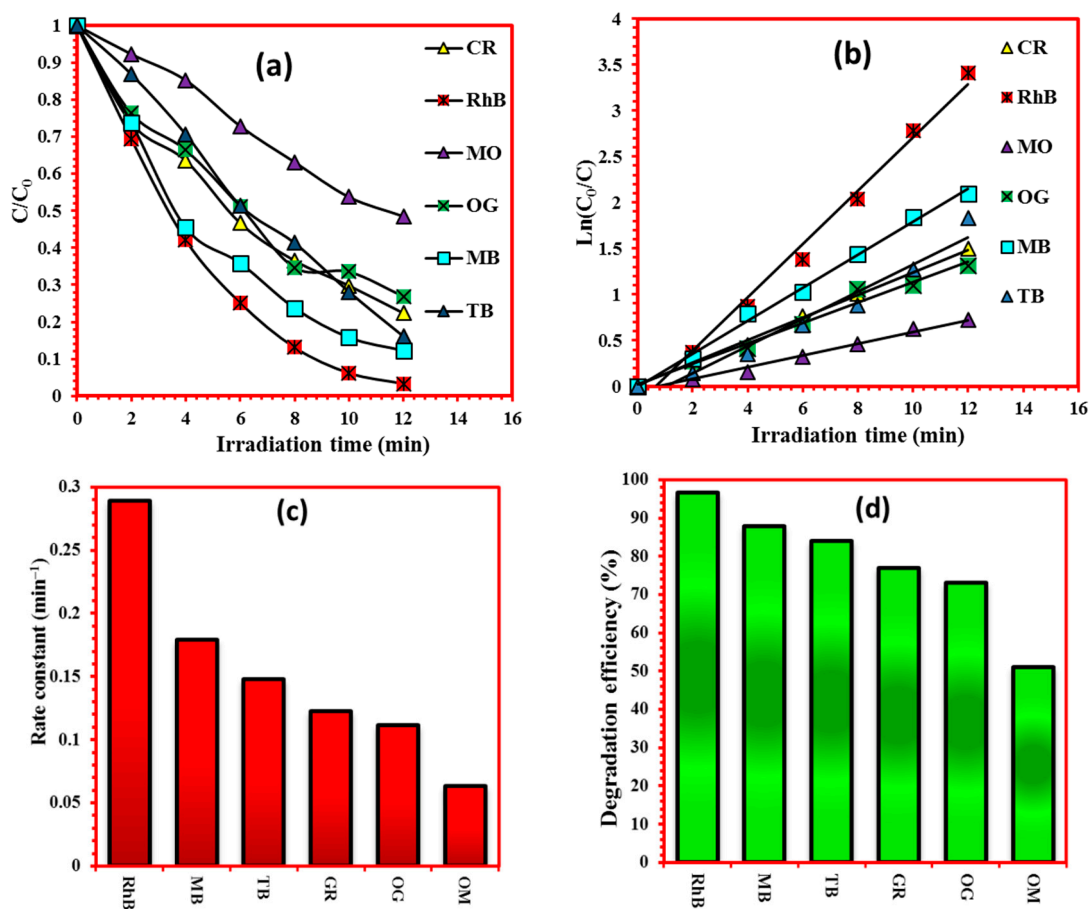 (a)
C/C₀
1
0.9
0.8
0.7
0.6
0.5
0.4
0.3
0.2
0.1
0
0 2 4 6 8 10 12 14 16
Irradiation time (min)
CR
RhB
MO
OG
MB
TB
(b)
Ln(C₀/C)
4
3.5
3
2.5
2
1.5
1
0.5
0
0 2 4 6 8 10 12 14 16
Irradiation time (min)
CR
RhB
MO
OG
MB
TB
(c)
Rate constant (min⁻¹)
0.3
0.25
0.2
0.15
0.1
0.05
0
RhB MB TB GR OG OM
(d)
Degradation efficiency (%)
100
90
80
70
60
50
40
30
20
10
0
RhB MB TB GR OG OM